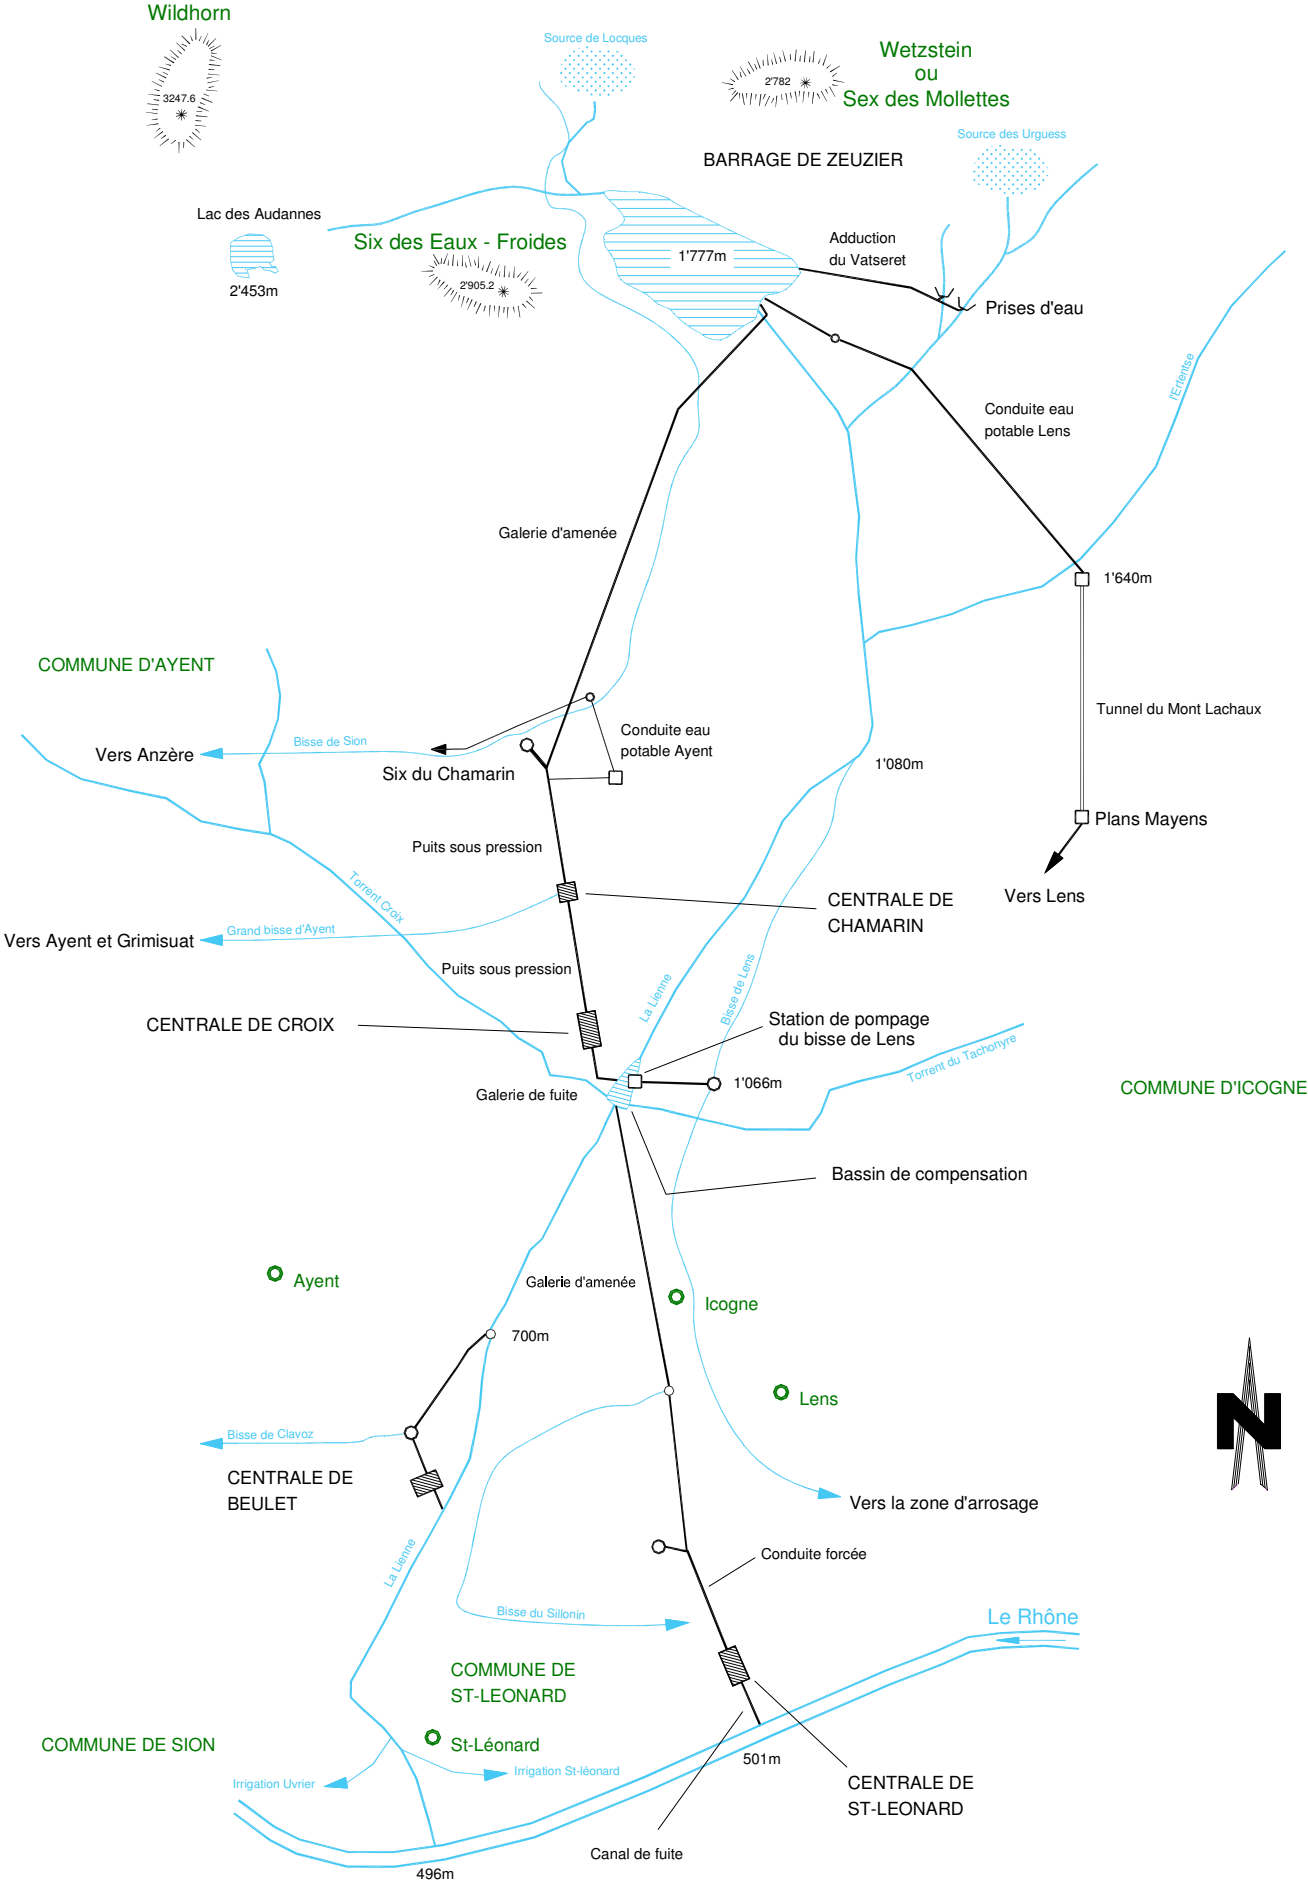 Wildhorn
3247.6
Source de Locques
Wetzstein
ou
Sex des Mollettes
2'782
Source des Urguess
BARRAGE DE ZEUZIER
Lac des Audannes
2'453m
Six des Eaux - Froides
2'905.2
1'777m
Adduction
du Vatseret
Prises d'eau
l'Ertentse
Conduite eau
potable Lens
Galerie d'amenée
1'640m
COMMUNE D'AYENT
Tunnel du Mont Lachaux
Conduite eau
potable Ayent
Bisse de Sion
Vers Anzère
Six du Chamarin
1'080m
Plans Mayens
Puits sous pression
Torrent Croix
Vers Lens
CENTRALE DE
CHAMARIN
Grand bisse d'Ayent
Vers Ayent et Grimisuat
Puits sous pression
La Lienne
Bisse de Lens
CENTRALE DE CROIX
Station de pompage
du bisse de Lens
Torrent du Tachonyre
1'066m
COMMUNE D'ICOGNE
Galerie de fuite
Bassin de compensation
Ayent
Galerie d'amenée
Icogne
700m
Lens
N
Bisse de Clavoz
CENTRALE DE
BEULET
Vers la zone d'arrosage
La Lienne
Conduite forcée
Bisse du Sillonin
Le Rhône
COMMUNE DE
ST-LEONARD
COMMUNE DE SION
St-Léonard
501m
Irrigation Uvrier
Irrigation St-léonard
CENTRALE DE
ST-LEONARD
Canal de fuite
496m